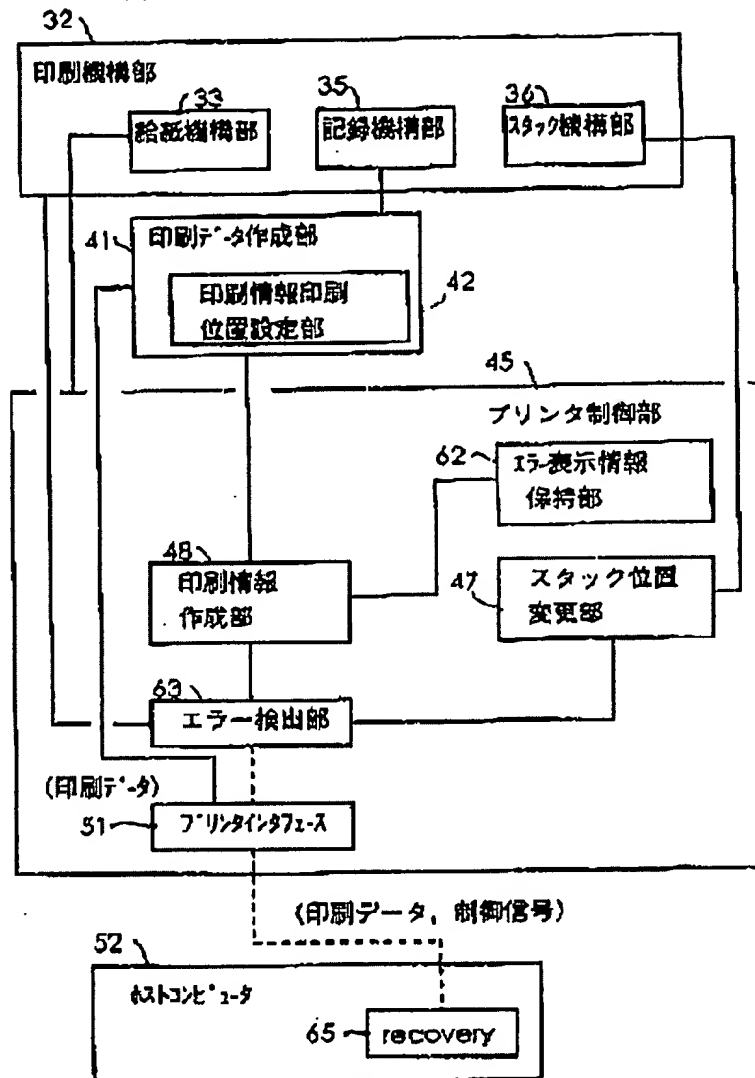 32
印刷機構部
33
35
36
給紙機構部
記録機構部
スタック機構部
41
印刷データ作成部
42
印刷情報印刷
位置設定部
45
プリンタ制御部
62
エラー表示情報
保持部
48
印刷情報
作成部
47
スタック位置
変更部
63
エラー検出部
(印刷データ)
51
プリンタインタフェース
(印刷データ、制御信号)
52
ホストコンピュータ
65
recovery